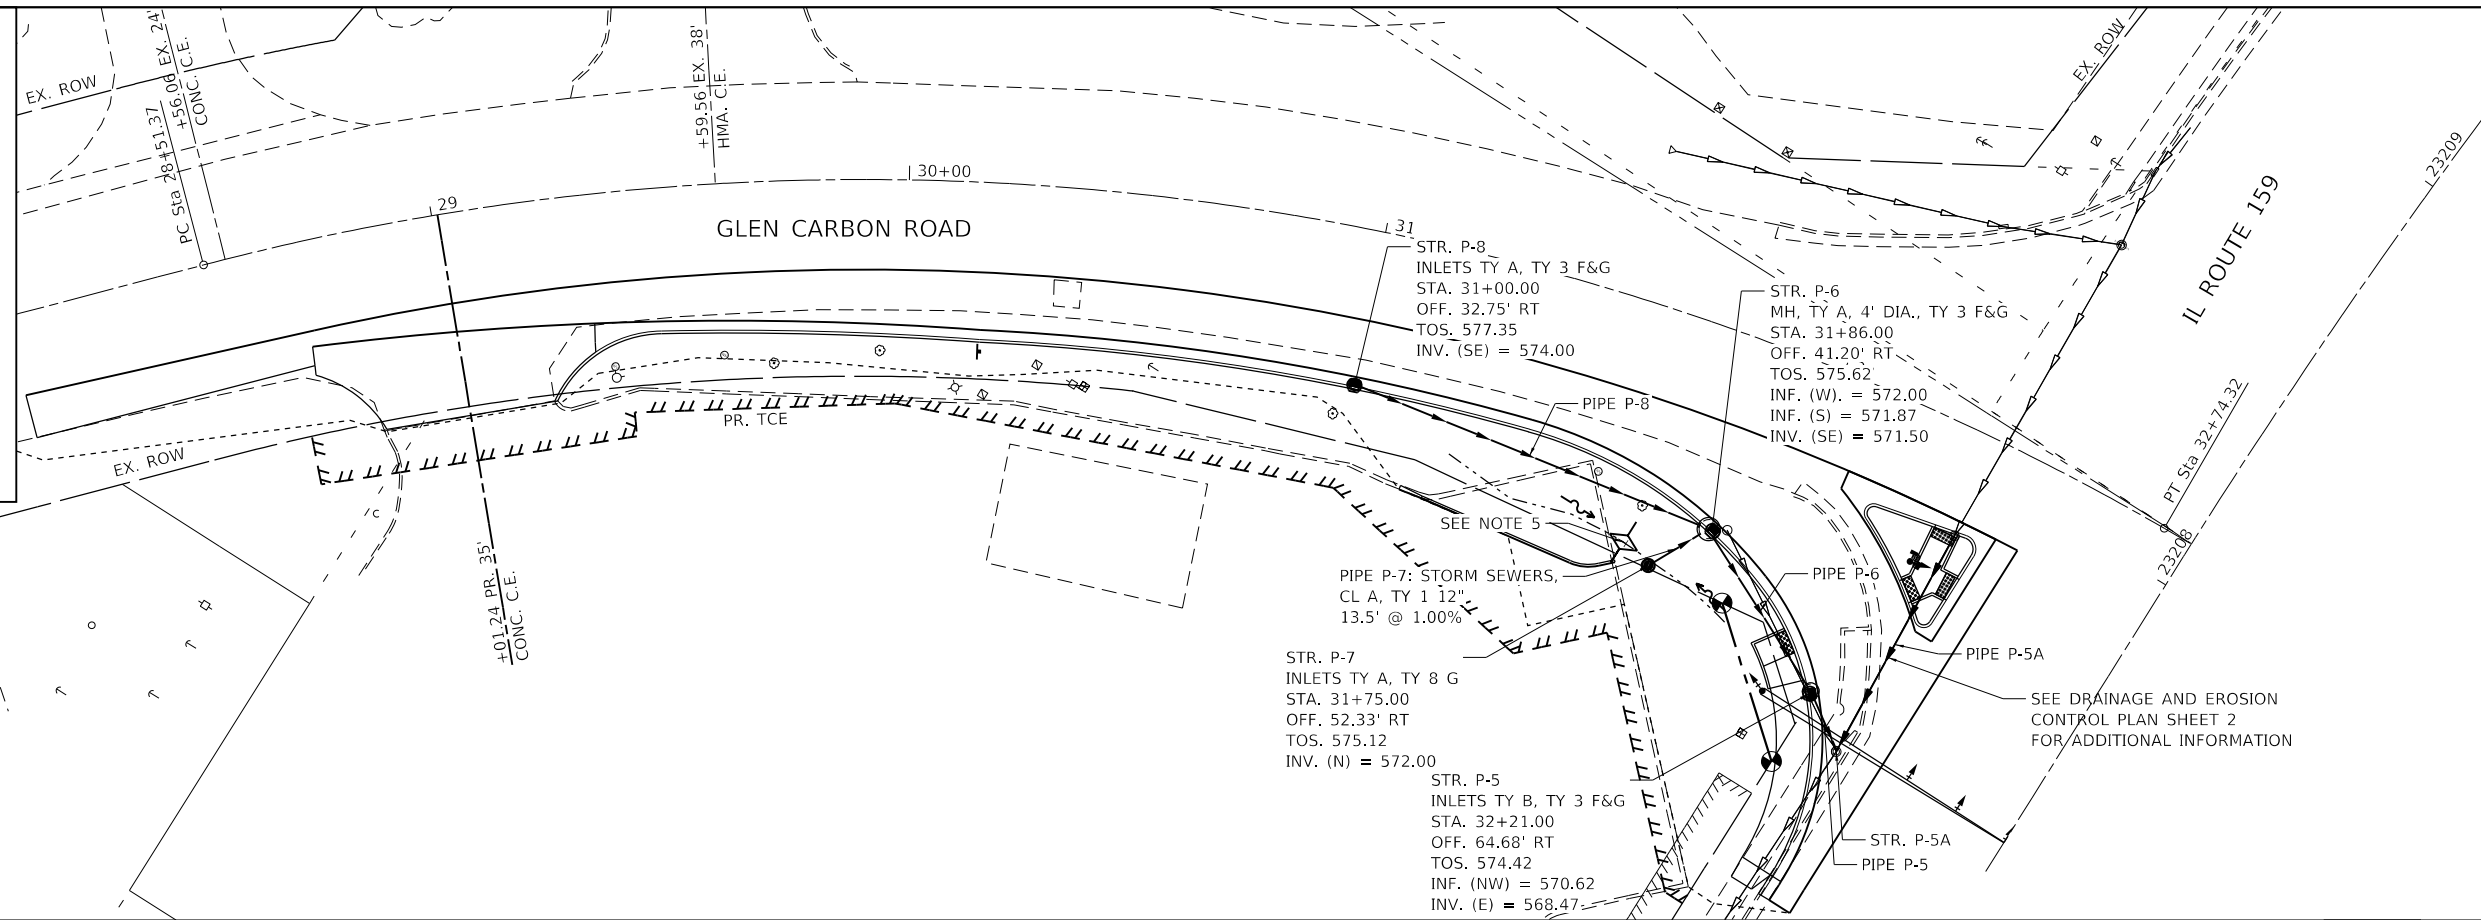 EX. ROW
PC Sta 28+51.37
+56.06 EX. 24'
CONC. C.E.
+59.56 EX. 38'
HMA. C.E.
29
30+00
31
GLEN CARBON ROAD
EX. ROW
23209
IL ROUTE 159
STR. P-8
INLETS TY A, TY 3 F&G
STA. 31+00.00
OFF. 32.75' RT
TOS. 577.35
INV. (SE) = 574.00
STR. P-6
MH, TY A, 4' DIA., TY 3 F&G
STA. 31+86.00
OFF. 41.20' RT
TOS. 575.62
INF. (W). = 572.00
INF. (S) = 571.87
INV. (SE) = 571.50
PIPE P-8
PT Sta 32+74.32
23208
PR. TCE
EX. ROW
C
+01.24 PR. 35'
CONC. C.E.
SEE NOTE 5
PIPE P-7: STORM SEWERS,
CL A, TY 1 12"
13.5' @ 1.00%
PIPE P-6
STR. P-7
INLETS TY A, TY 8 G
STA. 31+75.00
OFF. 52.33' RT
TOS. 575.12
INV. (N) = 572.00
PIPE P-5A
SEE DRAINAGE AND EROSION
CONTROL PLAN SHEET 2
FOR ADDITIONAL INFORMATION
STR. P-5
INLETS TY B, TY 3 F&G
STA. 32+21.00
OFF. 64.68' RT
TOS. 574.42
INF. (NW) = 570.62
INV. (E) = 568.47
STR. P-5A
PIPE P-5